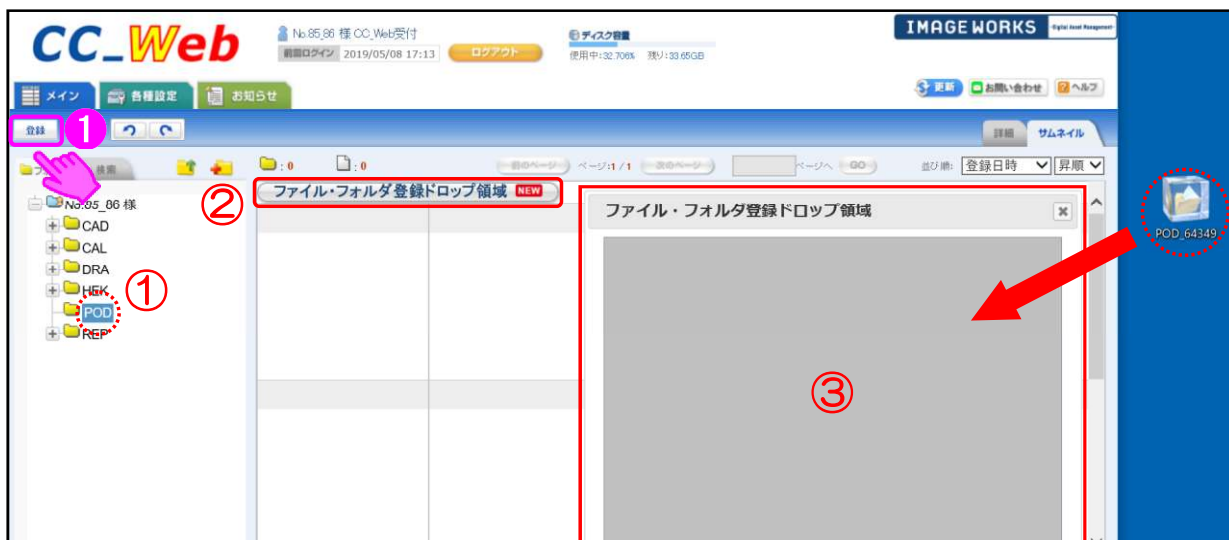 CC_Web
No.85_86 様 CC_Web受付
前回ログイン 2019/05/08 17:13 ログアウト
ディスク容量
使用中:32.706% 残り:33.65GB
IMAGE WORKS Digital Asset Management
メイン 各種設定 お知らせ
更新 お問い合わせ ヘルプ
登録 1
詳細 サムネイル
検索
: 0 : 0 前のページ ページ:1 / 1 次のページ ページへ GO 並び順: 登録日時 昇順
② ファイル・フォルダ登録ドロップ領域 NEW
No.85_86 様
CAD
CAL
DRA
HEK
①
POD
REP
ファイル・フォルダ登録ドロップ領域
③
POD_64349